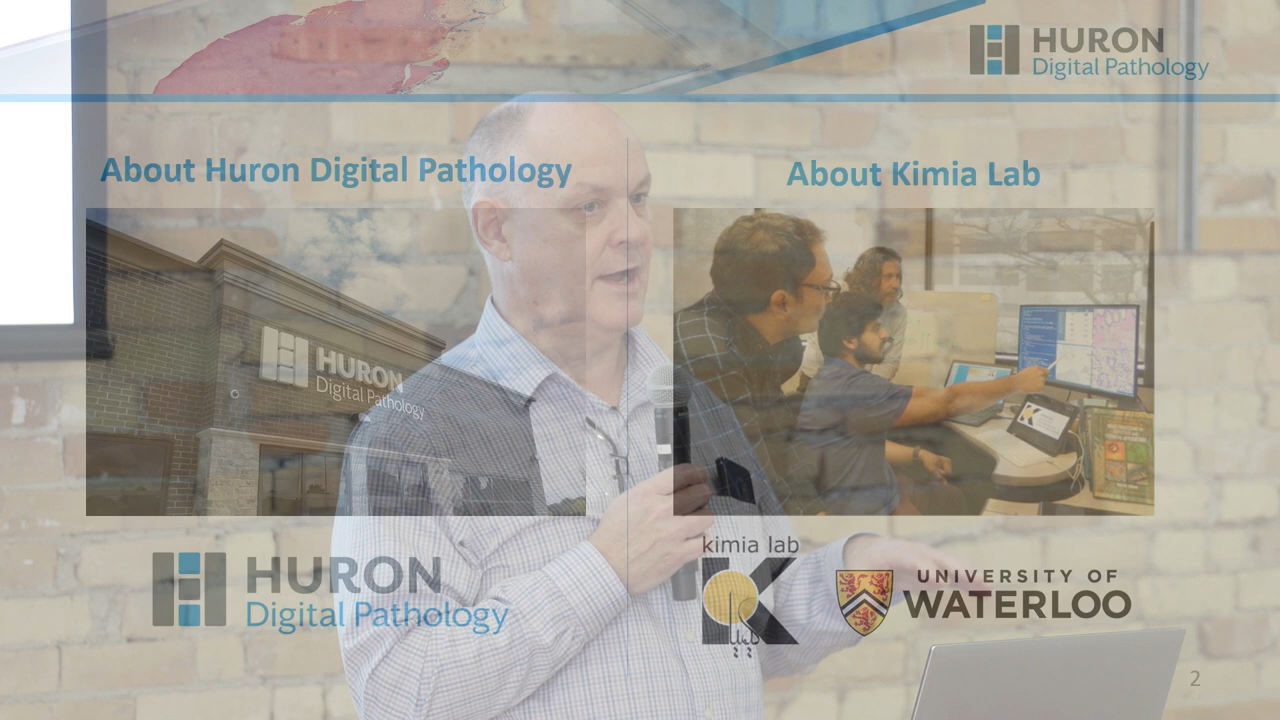 HURON
Digital Pathology
About Huron Digital Pathology
About Kimia Lab
HURON
Digital Pathology
HURON
Digital Pathology
kimia lab
K
کیمیا
UNIVERSITY OF
WATERLOO
2